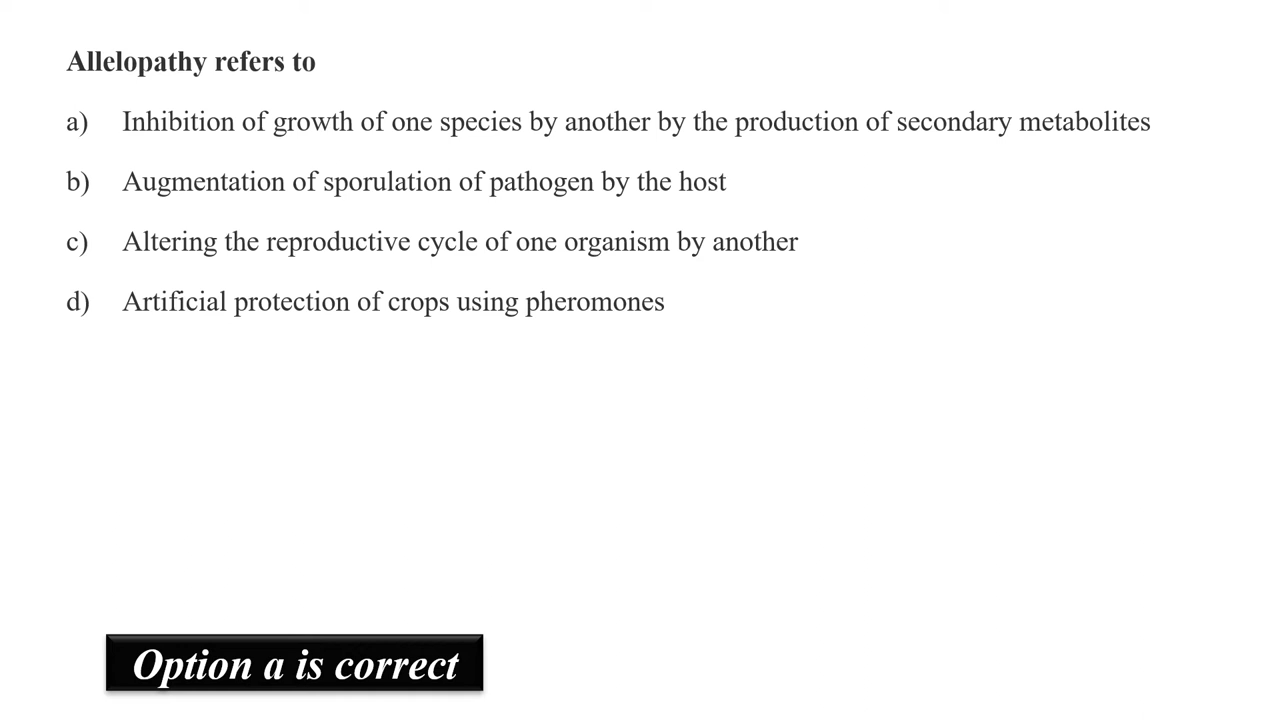 Allelopathy refers to
a) Inhibition of growth of one species by another by the production of secondary metabolites
b) Augmentation of sporulation of pathogen by the host
c) Altering the reproductive cycle of one organism by another
d) Artificial protection of crops using pheromones
Option a is correct